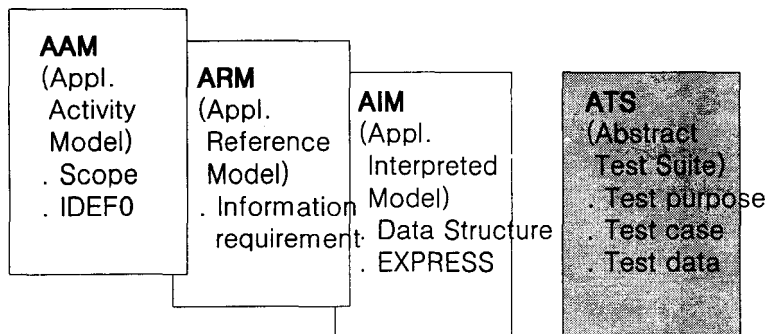 AAM
(Appl.
Activity
Model)
. Scope
. IDEF0
ARM
(Appl.
Reference
Model)
. Information
requirement
AIM
(Appl.
Interpreted
Model)
. Data Structure
. EXPRESS
ATS
(Abstract
Test Suite)
. Test purpose
. Test case
. Test data